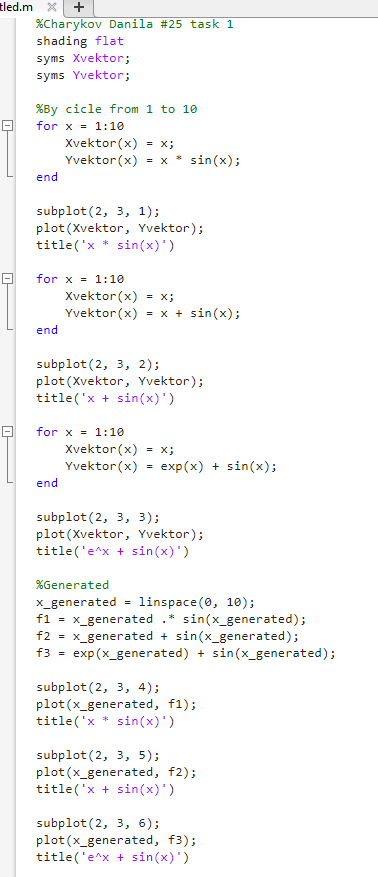 tled.m
%Charykov Danila #25 task 1
shading flat
syms Xvektor;
syms Yvektor;
%By cicle from 1 to 10
for x = 1:10
    Xvektor(x) = x;
    Yvektor(x) = x * sin(x);
end
subplot(2, 3, 1);
plot(Xvektor, Yvektor);
title('x * sin(x)')
for x = 1:10
    Xvektor(x) = x;
    Yvektor(x) = x + sin(x);
end
subplot(2, 3, 2);
plot(Xvektor, Yvektor);
title('x + sin(x)')
for x = 1:10
    Xvektor(x) = x;
    Yvektor(x) = exp(x) + sin(x);
end
subplot(2, 3, 3);
plot(Xvektor, Yvektor);
title('e^x + sin(x)')
%Generated
x_generated = linspace(0, 10);
f1 = x_generated .* sin(x_generated);
f2 = x_generated + sin(x_generated);
f3 = exp(x_generated) + sin(x_generated);
subplot(2, 3, 4);
plot(x_generated, f1);
title('x * sin(x)')
subplot(2, 3, 5);
plot(x_generated, f2);
title('x + sin(x)')
subplot(2, 3, 6);
plot(x_generated, f3);
title('e^x + sin(x)')